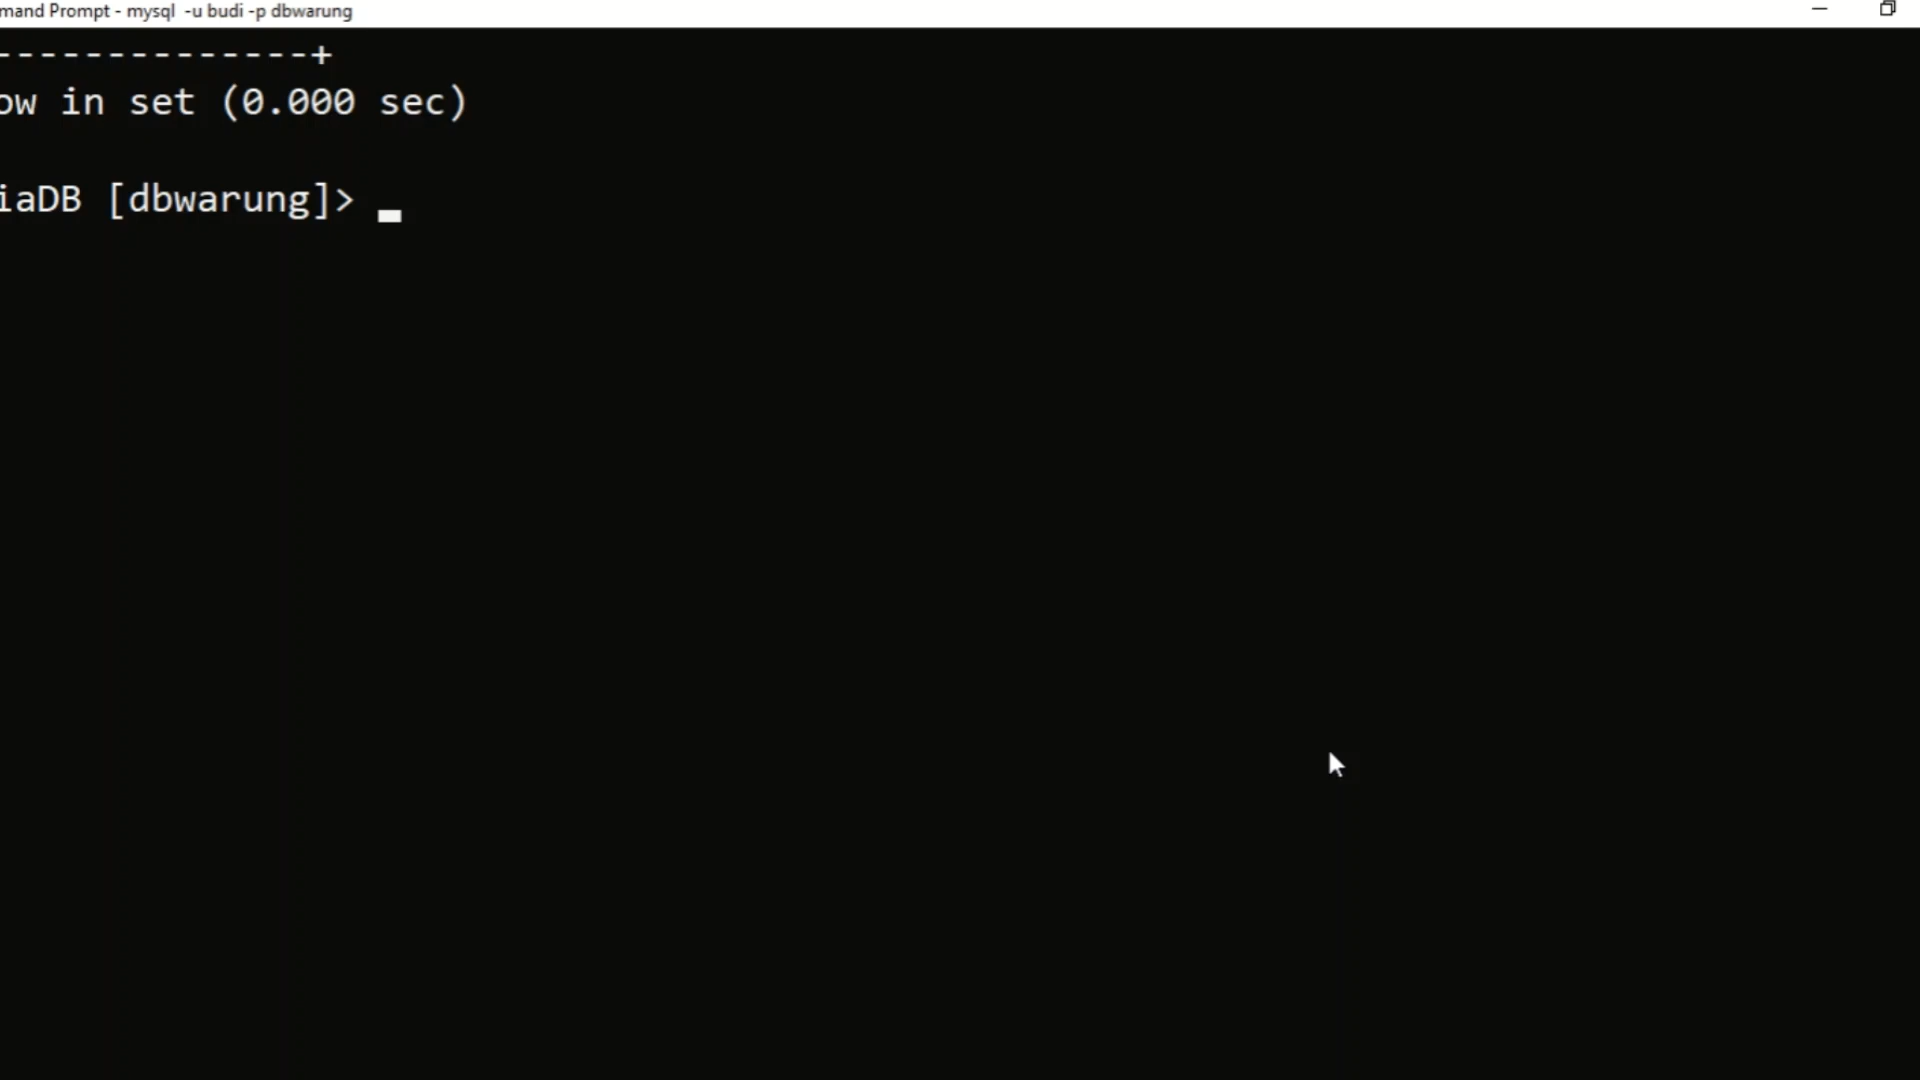 mand Prompt - mysql  -u budi -p dbwarung
--------------+
ow in set (0.000 sec)
iaDB [dbwarung]>